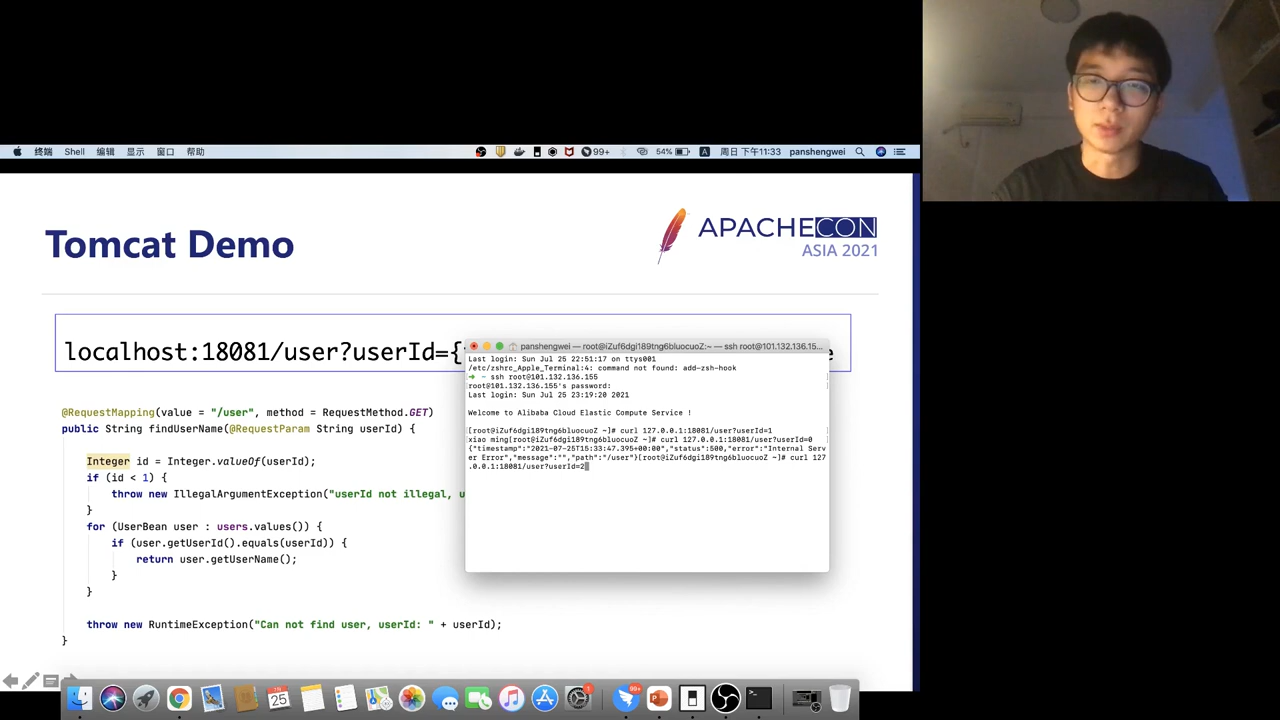 终端 Shell 编辑 显示 窗口 帮助 99+ 54% A 周日 下午11:33 panshengwei
Tomcat Demo
APACHECON
ASIA 2021
localhost:18081/user?userId={
@RequestMapping(value = "/user", method = RequestMethod.GET)
public String findUserName(@RequestParam String userId) {
Integer id = Integer.valueOf(userId);
if (id < 1) {
throw new IllegalArgumentException("userId not illegal, u
}
for (UserBean user : users.values()) {
if (user.getUserId().equals(userId)) {
return user.getUserName();
}
}
throw new RuntimeException("Can not find user, userId: " + userId);
}
panshengwei — root@iZuf6dgi189tng6bluocuoZ:~ — ssh root@101.132.136.15...
Last login: Sun Jul 25 22:51:17 on ttys001
/etc/zshrc_Apple_Terminal:4: command not found: add-zsh-hook
➜ ~ ssh root@101.132.136.155
root@101.132.136.155's password:
Last login: Sun Jul 25 23:19:20 2021
Welcome to Alibaba Cloud Elastic Compute Service !
[root@iZuf6dgi189tng6bluocuoZ ~]# curl 127.0.0.1:18081/user?userId=1
xiao ming[root@iZuf6dgi189tng6bluocuoZ ~]# curl 127.0.0.1:18081/user?userId=0
{"timestamp":"2021-07-25T15:33:47.395+00:00","status":500,"error":"Internal Serv
er Error","message":"","path":"/user"}[root@iZuf6dgi189tng6bluocuoZ ~]# curl 127
.0.0.1:18081/user?userId=2
25
99+